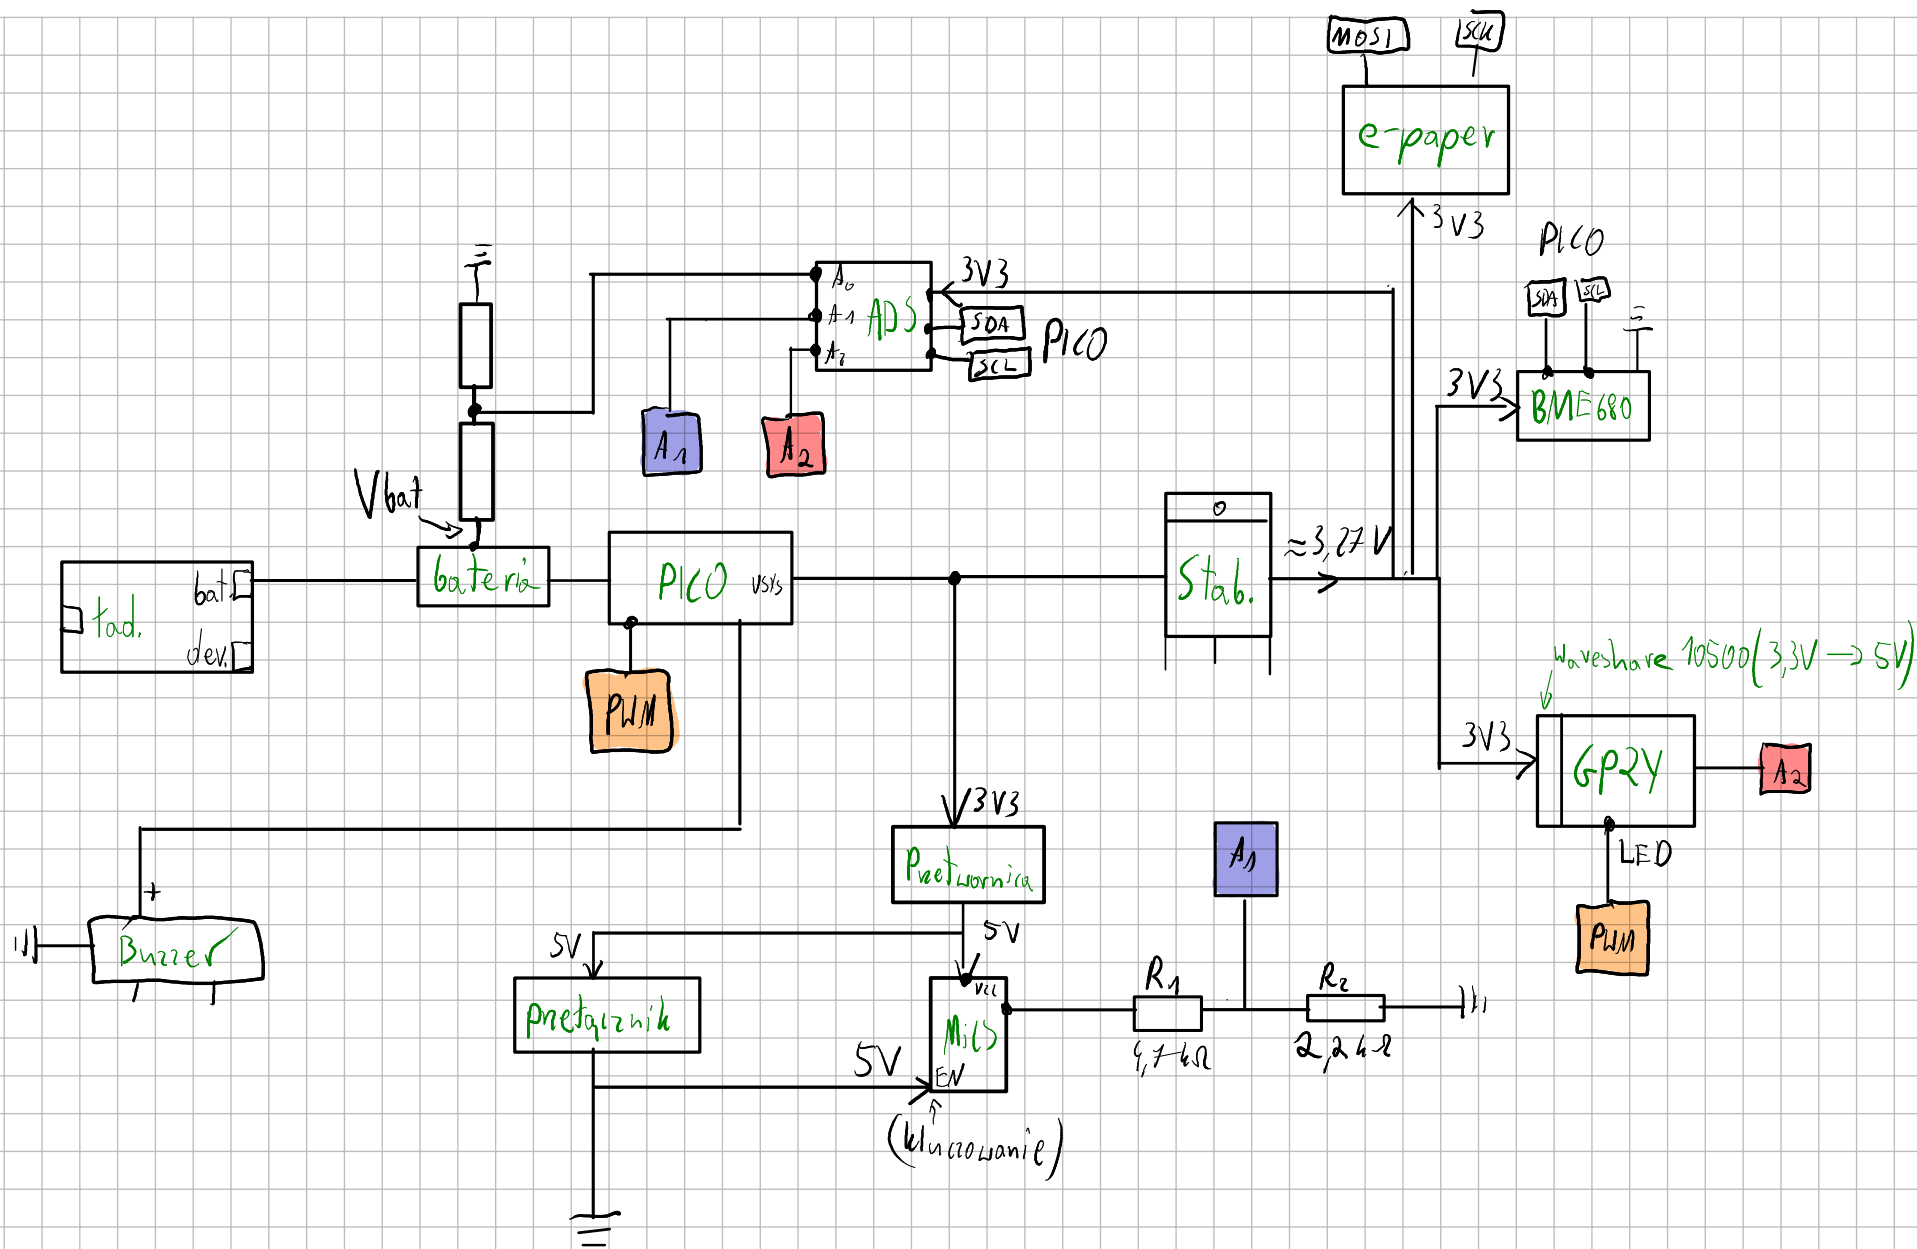 MOSI
SCK
e-paper
3V3
PICO
SDA
SCL
3V3
BME680
A0
A1
A2
ADS
3V3
SDA
SCL
PICO
A1
A2
Vbat
bateria
PICO
VSYS
Stab.
≈3,27V
bat
Ład.
dev.
PWM
Waveshare 10500(3,3V → 5V)
3V3
GP2Y
A2
LED
PWM
3V3
Przetwornica
A1
+
Buzzer
5V
5V
przełącznik
VCC
MiCS
EN
5V
(kluczowanie)
R1
4,7kΩ
R2
2,2kΩ